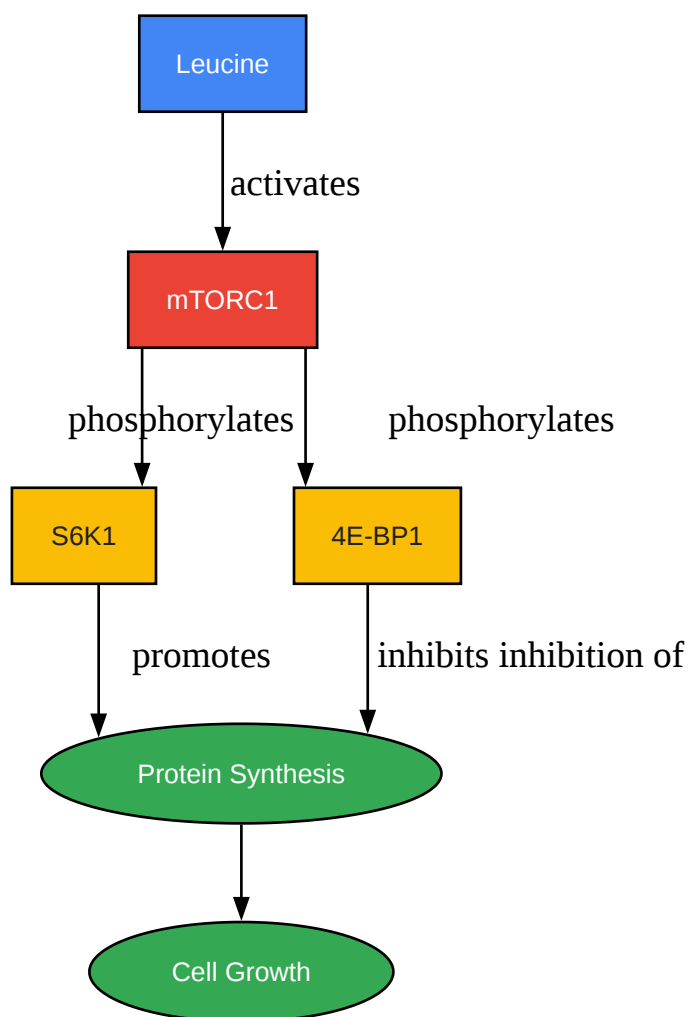 Leucine
activates
mTORC1
phosphorylates
phosphorylates
S6K1
4E-BP1
promotes
inhibits inhibition of
Protein Synthesis
Cell Growth